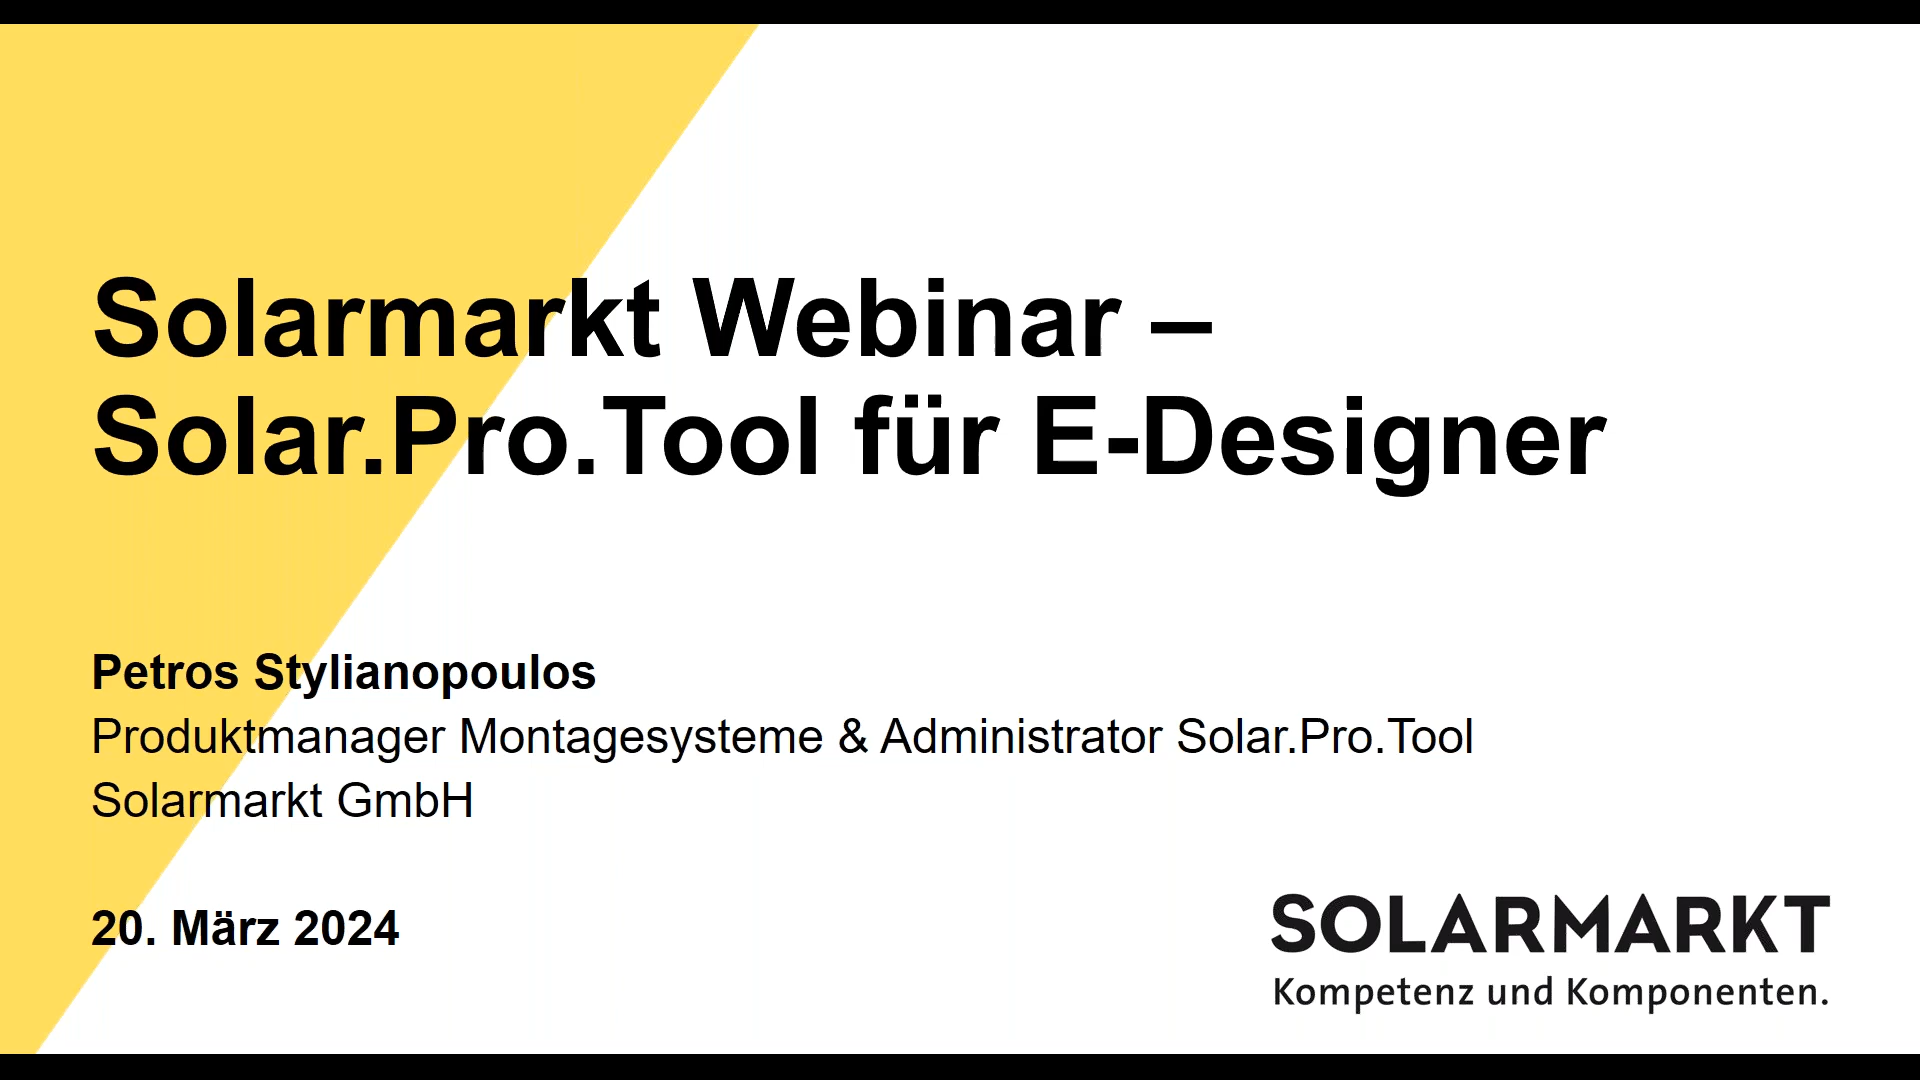 Solarmarkt Webinar –
Solar.Pro.Tool für E-Designer
Petros Stylianopoulos
Produktmanager Montagesysteme & Administrator Solar.Pro.Tool
Solarmarkt GmbH
20. März 2024
SOLARMARKT
Kompetenz und Komponenten.